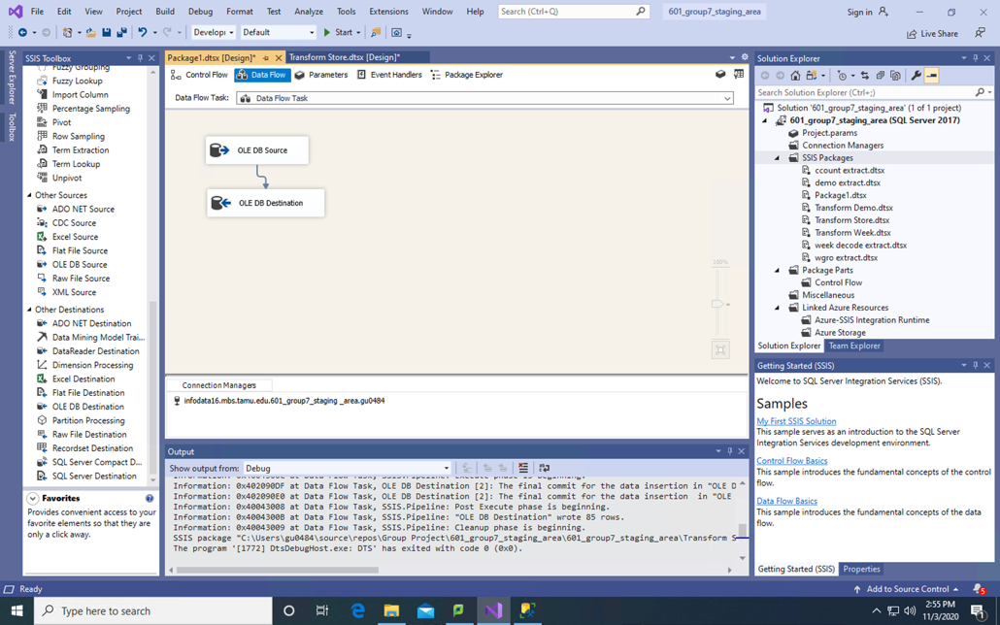 File Edit View Project Build Debug Format Test Analyze Tools Extensions Window Help Search (Ctrl+Q) 601_group7_staging_area Sign in
Developi Default Start Live Share
Server Explorer
Toolbox
SSIS Toolbox
Fuzzy Grouping
Fuzzy Lookup
Import Column
Percentage Sampling
Pivot
Row Sampling
Term Extraction
Term Lookup
Unpivot
Other Sources
ADO NET Source
CDC Source
Excel Source
Flat File Source
OLE DB Source
Raw File Source
XML Source
Other Destinations
ADO NET Destination
Data Mining Model Trai...
DataReader Destination
Dimension Processing
Excel Destination
Flat File Destination
OLE DB Destination
Partition Processing
Raw File Destination
Recordset Destination
SQL Server Compact D...
SQL Server Destination
Favorites
Provides convenient access to your
favorite elements so that they are
only a click away.
Package1.dtsx [Design]* Transform Store.dtsx [Design]*
Control Flow Data Flow Parameters Event Handlers Package Explorer
Data Flow Task: Data Flow Task
OLE DB Source
OLE DB Destination
100%
Connection Managers
infodata16.mbs.tamu.edu.601_group7_staging _area.gu0484
Output
Show output from: Debug
Information: 0x4004300C at Data Flow Task, SSIS.Pipeline: Execute phase is beginning.
Information: 0x402090DF at Data Flow Task, OLE DB Destination [2]: The final commit for the data insertion in "OLE D
Information: 0x402090E0 at Data Flow Task, OLE DB Destination [2]: The final commit for the data insertion  in "OLE
Information: 0x40043008 at Data Flow Task, SSIS.Pipeline: Post Execute phase is beginning.
Information: 0x4004300B at Data Flow Task, SSIS.Pipeline: "OLE DB Destination" wrote 85 rows.
Information: 0x40043009 at Data Flow Task, SSIS.Pipeline: Cleanup phase is beginning.
SSIS package "C:\Users\gu0484\source\repos\Group Project\601_group7_staging_area\601_group7_staging_area\Transform S
The program '[1772] DtsDebugHost.exe: DTS' has exited with code 0 (0x0).
Solution Explorer
Search Solution Explorer (Ctrl+;)
Solution '601_group7_staging_area' (1 of 1 project)
601_group7_staging_area (SQL Server 2017)
Project.params
Connection Managers
SSIS Packages
ccount extract.dtsx
demo extract.dtsx
Package1.dtsx
Transform Demo.dtsx
Transform Store.dtsx
Transform Week.dtsx
week decode extract.dtsx
wgro extract.dtsx
Package Parts
Control Flow
Miscellaneous
Linked Azure Resources
Azure-SSIS Integration Runtime
Azure Storage
Solution Explorer Team Explorer
Getting Started (SSIS)
Welcome to SQL Server Integration Services (SSIS).
Samples
My First SSIS Solution
This sample serves as an introduction to the SQL Server
Integration Services development environment.
Control Flow Basics
This sample introduces the fundamental concepts of the control
flow.
Data Flow Basics
This sample introduces the fundamental concepts of the data
flow.
Getting Started (SSIS) Properties
Ready Add to Source Control 5
Type here to search
2:55 PM
11/3/2020
1